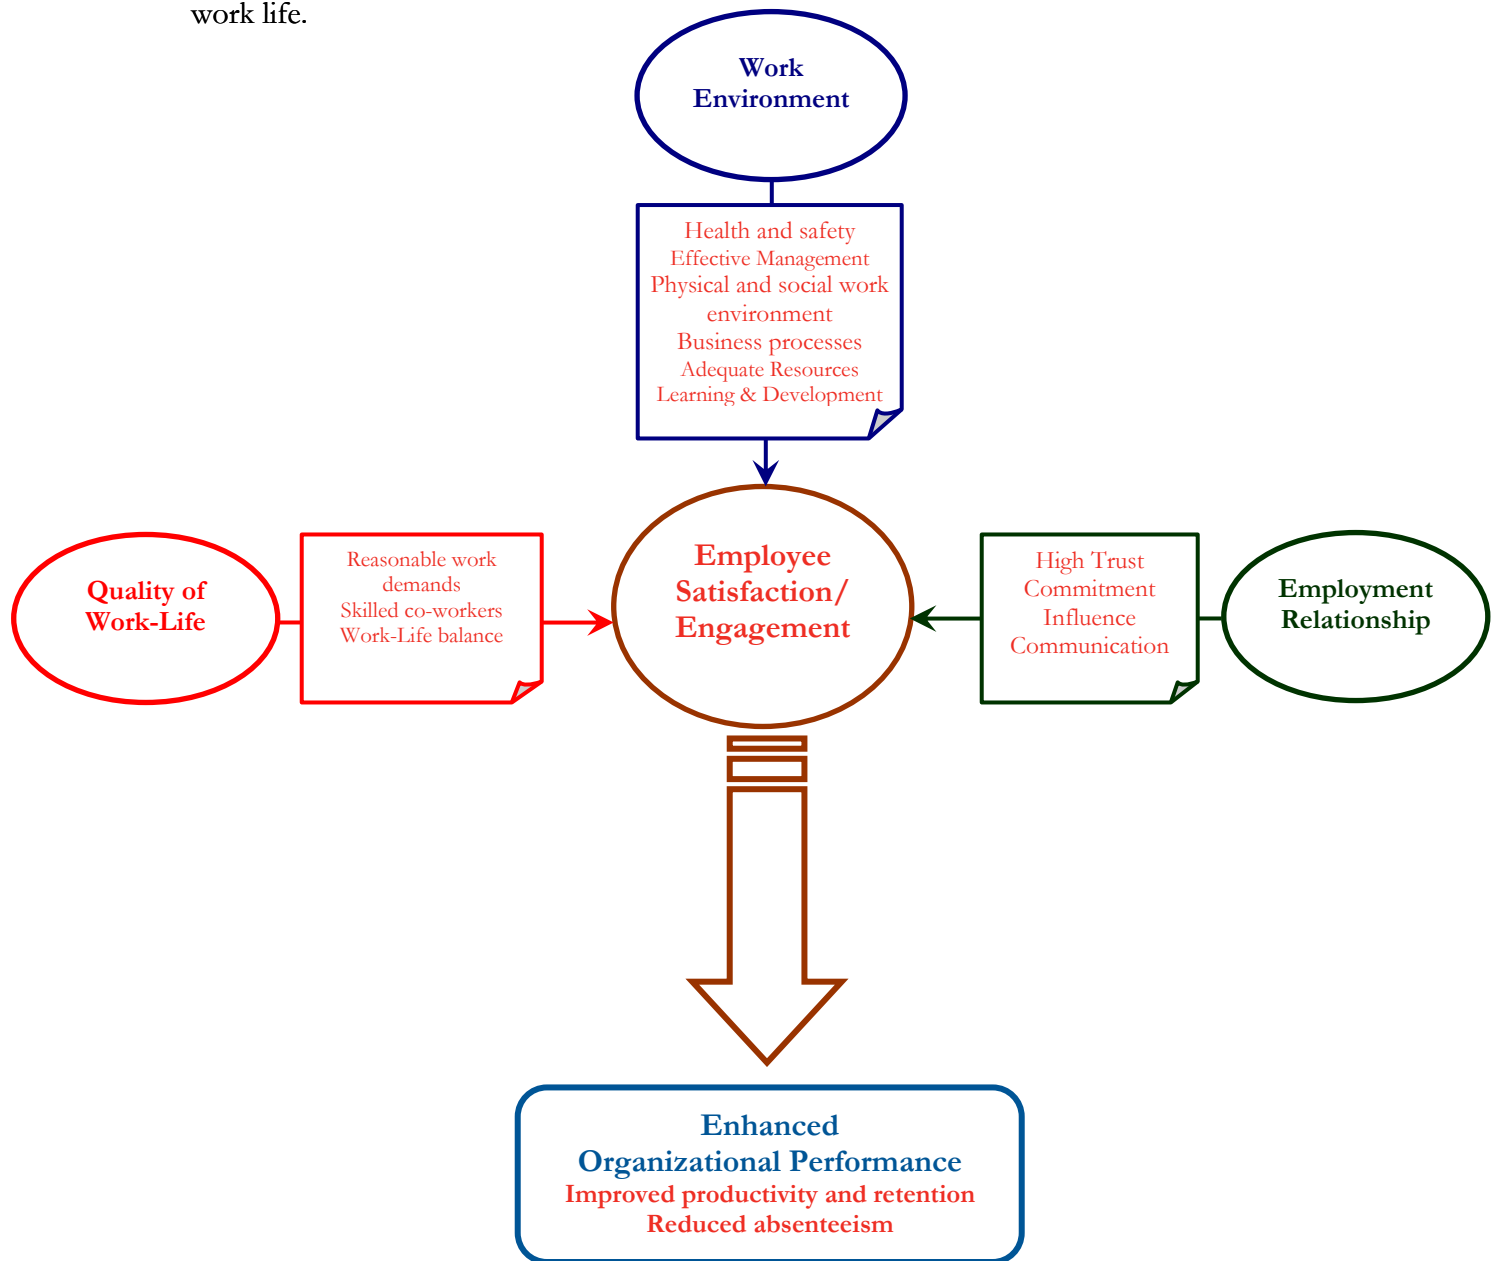 work life.
Work
Environment
Health and safety
Effective Management
Physical and social work
environment
Business processes
Adequate Resources
Learning & Development
Quality of
Work-Life
Reasonable work
demands
Skilled co-workers
Work-Life balance
Employee
Satisfaction/
Engagement
High Trust
Commitment
Influence
Communication
Employment
Relationship
Enhanced
Organizational Performance
Improved productivity and retention
Reduced absenteeism